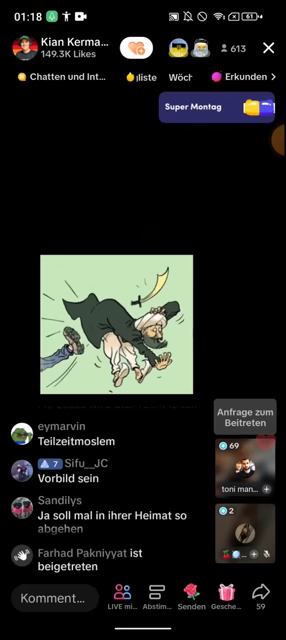 01:18
61
Kian Kerma...
149.3K Likes
613
Chatten und Int...
liste
Wöch
Erkunden
Super Montag
Anfrage zum
Beitreten
eymarvin
Teilzeitmoslem
69
7 Sifu__JC
Vorbild sein
toni man...
Sandilys
Ja soll mal in ihrer Heimat so
abgehen
2
Farhad Pakniyyat ist
beigetreten
Komment...
LIVE mi...
Abstim...
Senden
Gesche...
59